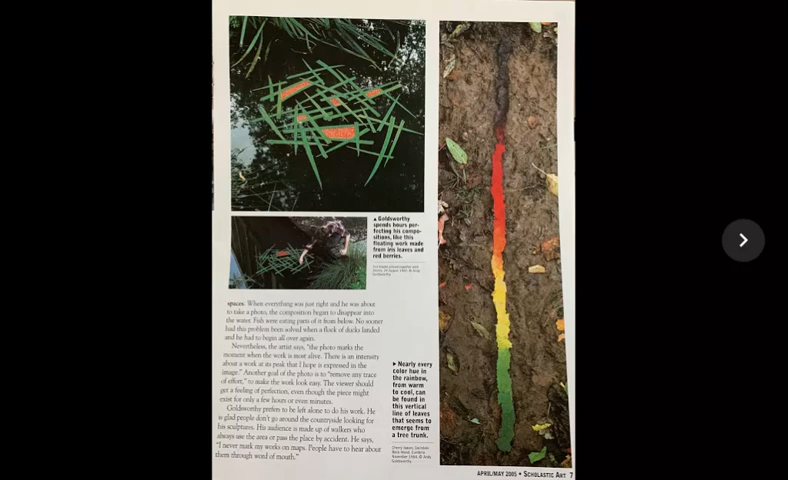 ▲ Goldsworthy
spends hours per-
fecting his compo-
sitions, like this
floating work made
from iris leaves and
red berries.
spaces. When everything was just right and he was about
to take a photo, the composition began to disappear into
the water. Fish were eating parts of it from below. No sooner
had this problem been solved when a flock of ducks landed
and he had to begin all over again.
Nevertheless, the artist says, "the photo marks the
moment when the work is most alive. There is an intensity
about a work at its peak that I hope is expressed in the
image." Another goal of the photo is to "remove any trace
of effort," to make the work look easy. The viewer should
get a feeling of perfection, even though the piece might
exist for only a few hours or even minutes.
Goldsworthy prefers to be left alone to do his work. He
is glad people don't go around the countryside looking for
his sculptures. His audience is made up of walkers who
always use the area or pass the place by accident. He says,
"I never mark my works on maps. People have to hear about
them through word of mouth."
▶ Nearly every
color hue in
the rainbow,
from warm
to cool, can
be found in
this vertical
line of leaves
that seems to
emerge from
a tree trunk.
APRIL/MAY 2005 • SCHOLASTIC ART 7